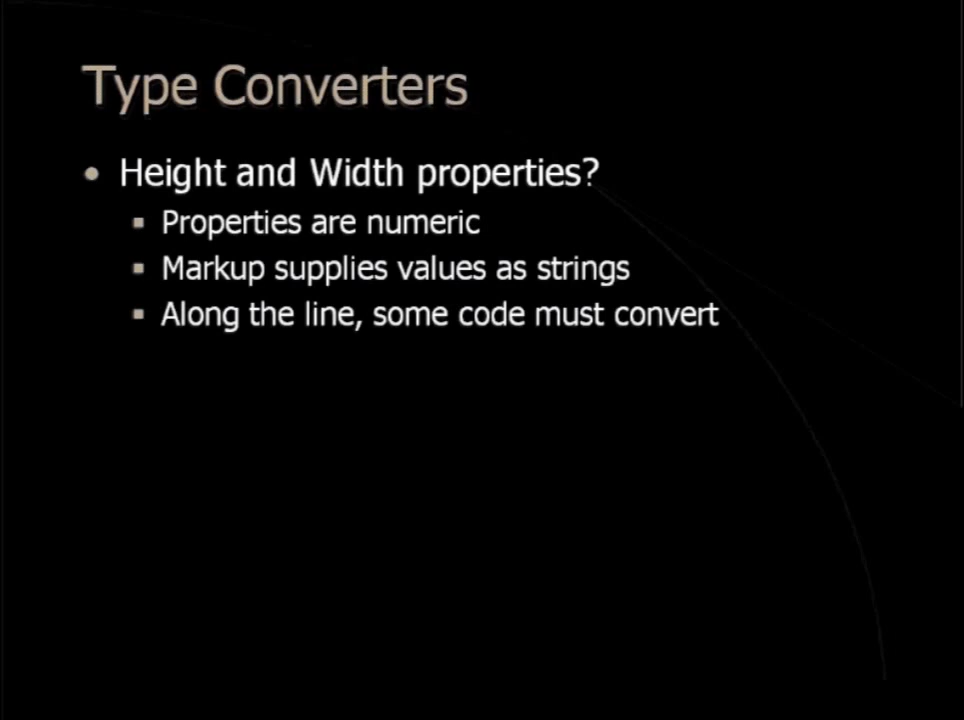 Type Converters
Height and Width properties?
Properties are numeric
Markup supplies values as strings
Along the line, some code must convert